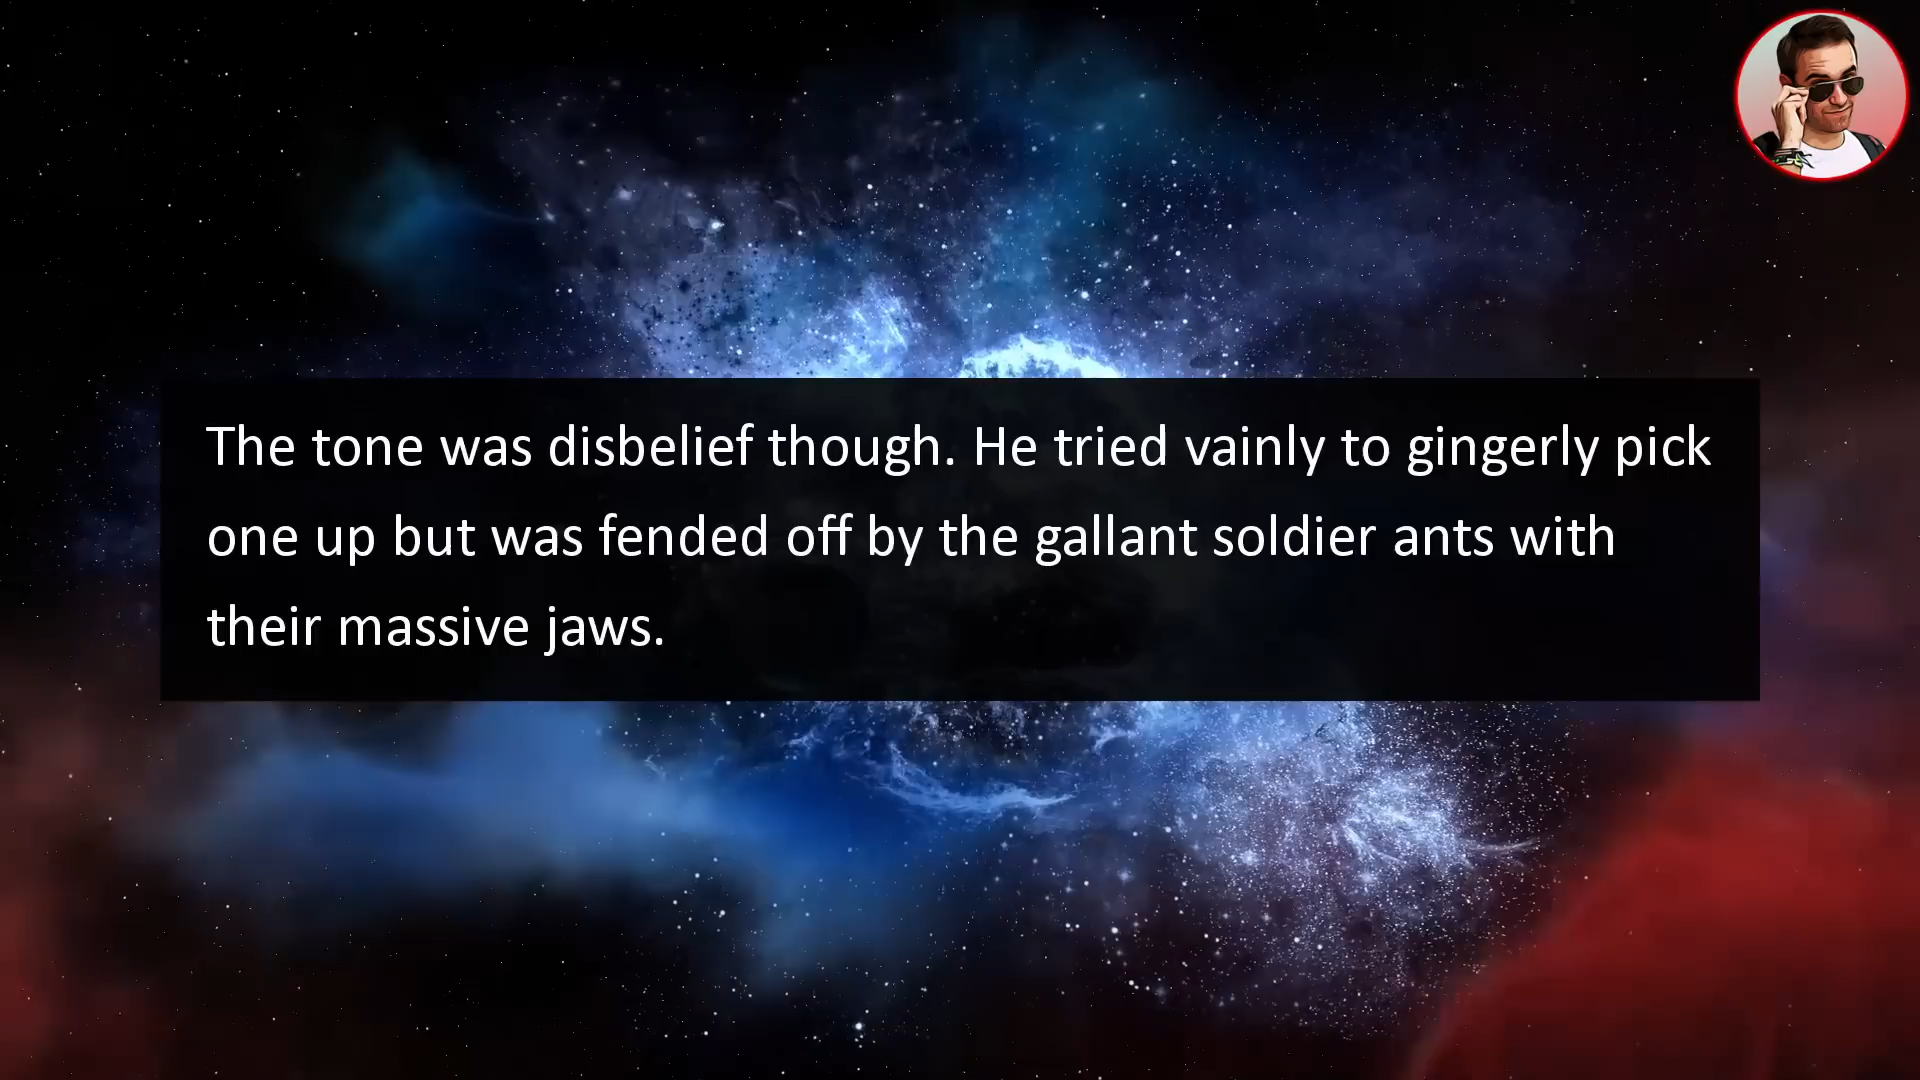 The tone was disbelief though. He tried vainly to gingerly pick
one up but was fended off by the gallant soldier ants with
their massive jaws.